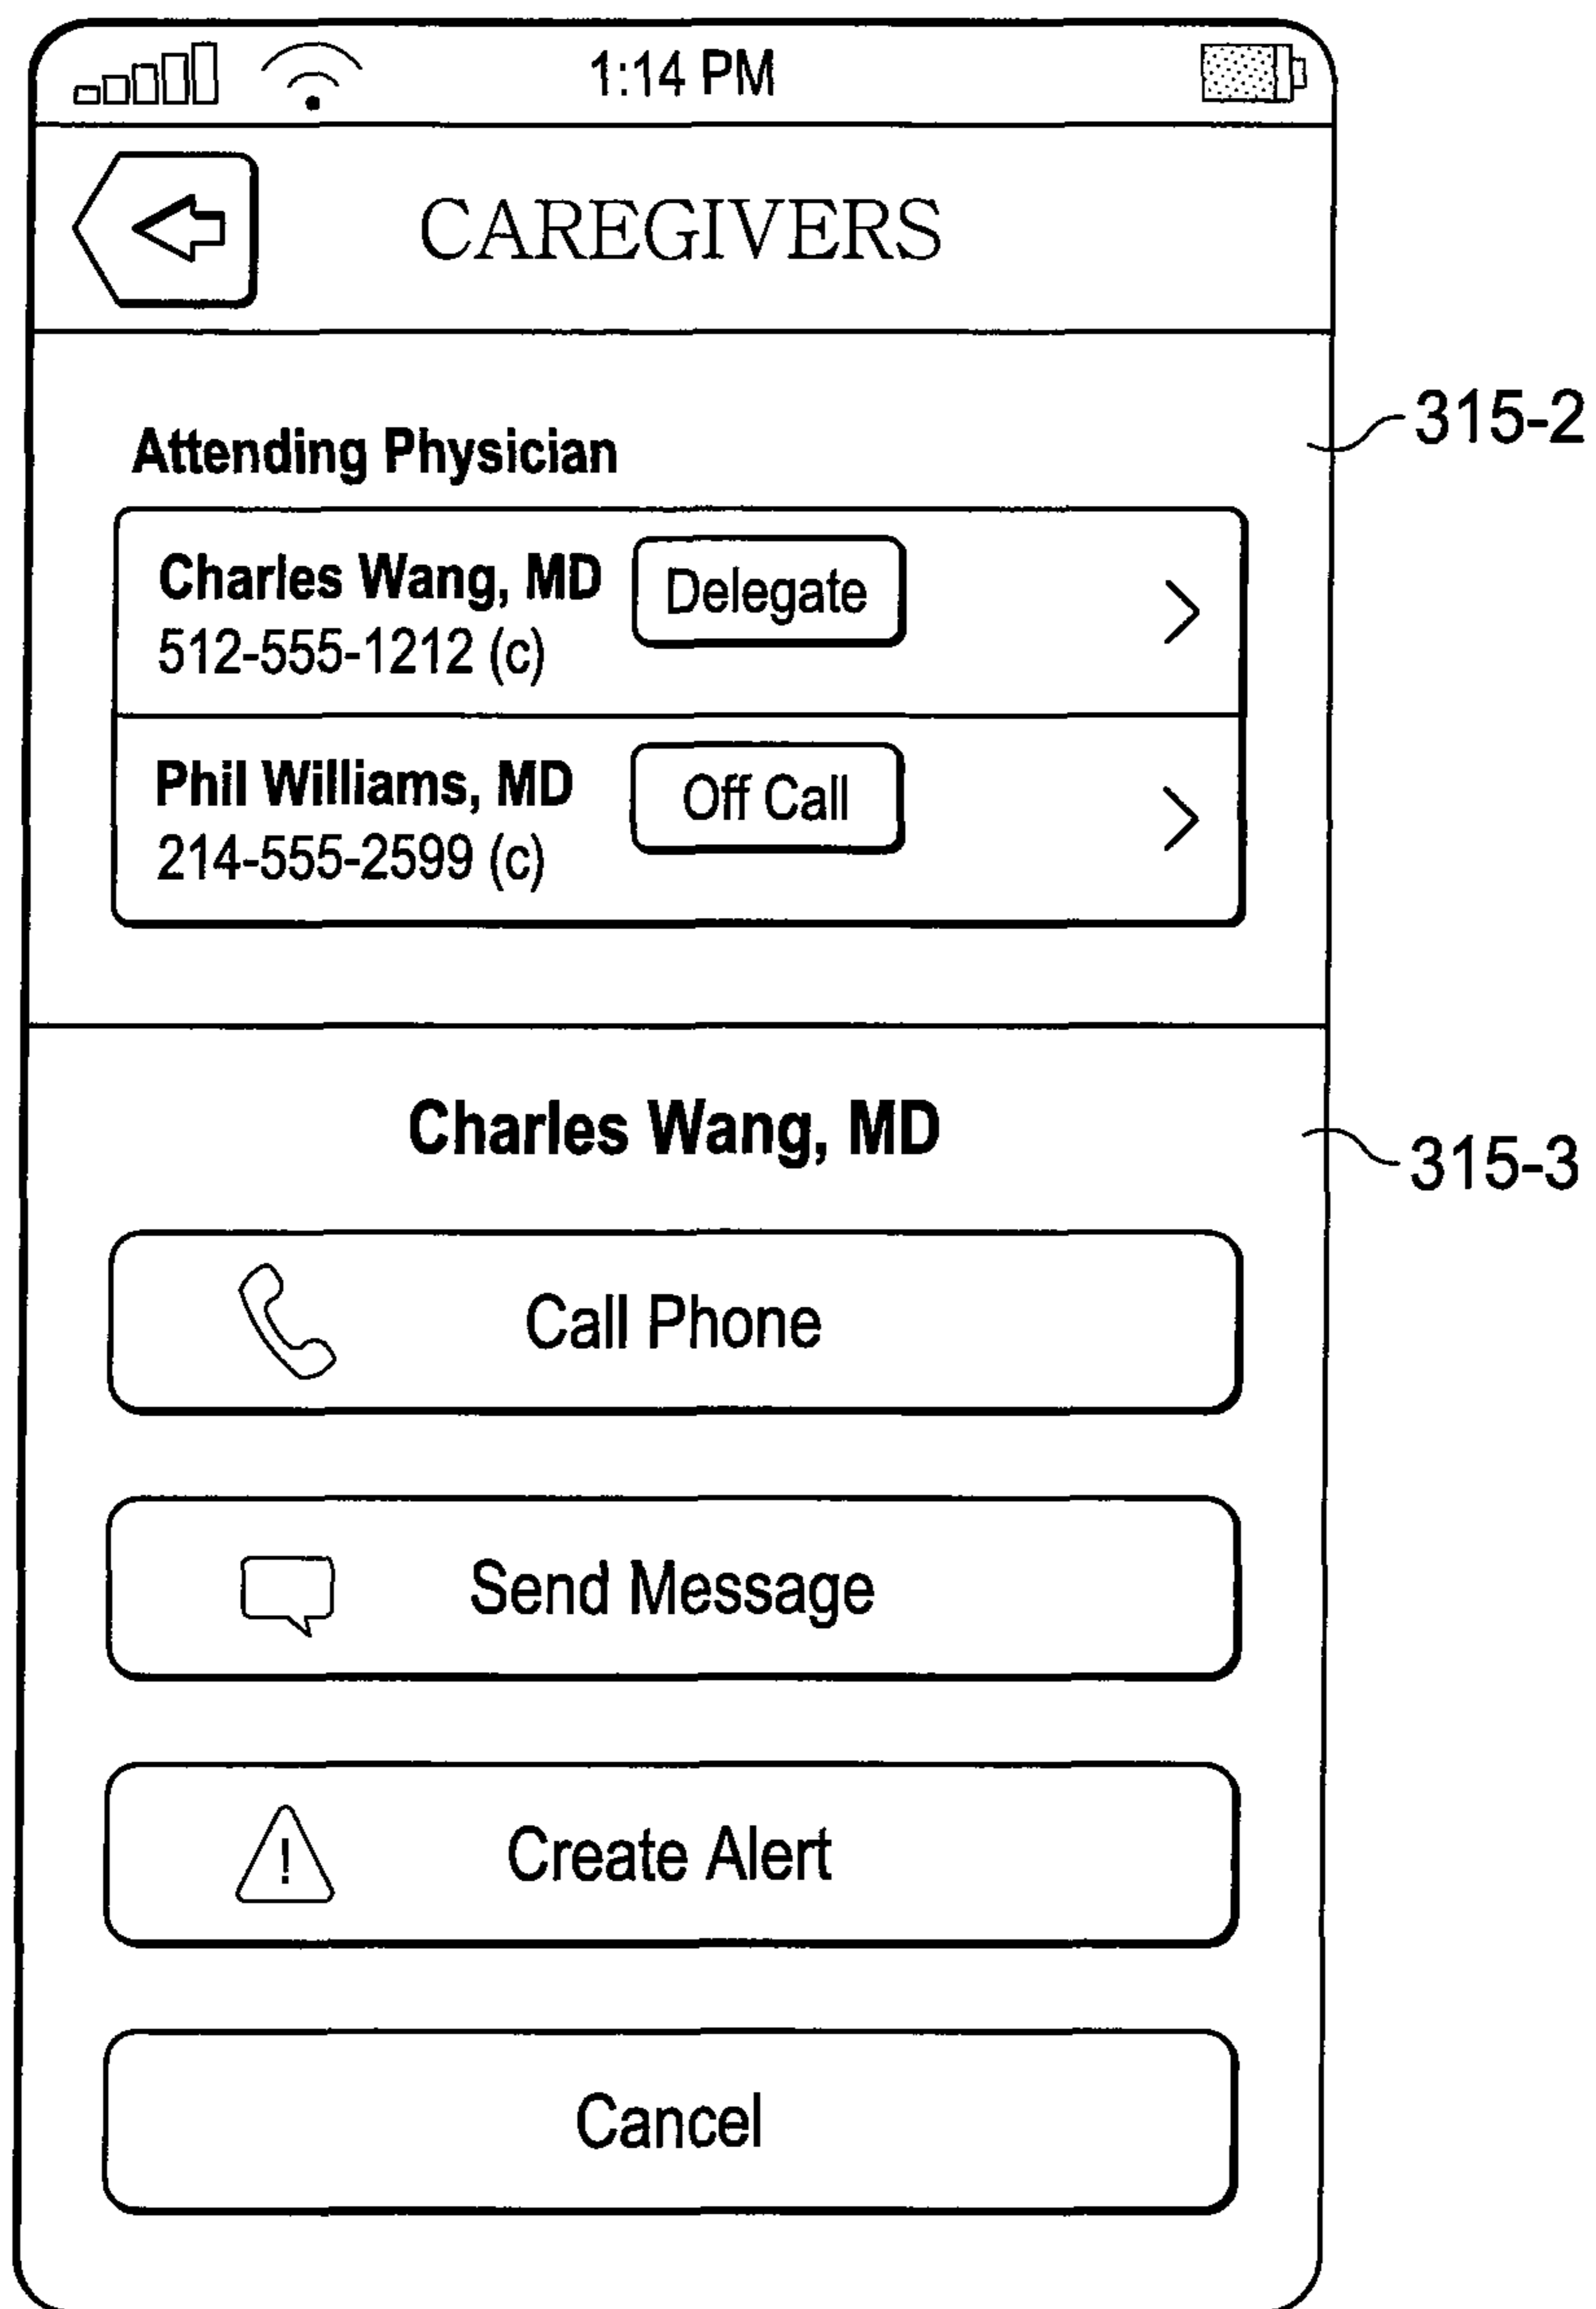 1:14 PM
CAREGIVERS
315-2
Attending Physician
Charles Wang, MD Delegate
512-555-1212 (c)
Phil Williams, MD Off Call
214-555-2599 (c)
Charles Wang, MD
315-3
Call Phone
Send Message
! Create Alert
Cancel